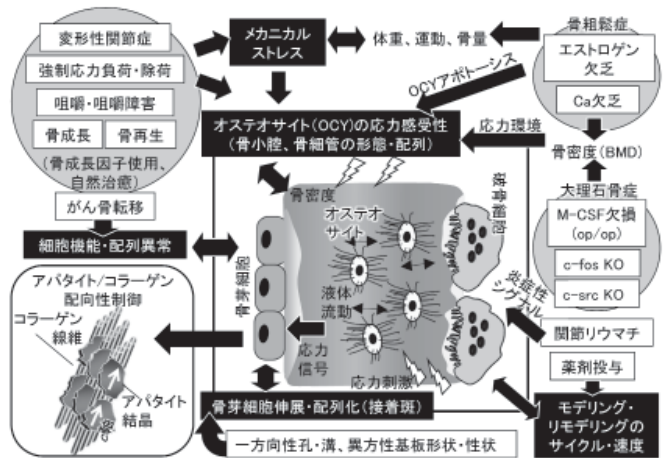 変形性関節症
強制応力負荷・除荷
咀嚼・咀嚼障害
骨成長
骨再生
(骨成長因子使用、
自然治癒)
がん骨転移
細胞機能・配列異常
メカニカル
ストレス
体重、運動、骨量
骨粗鬆症
エストロゲン
欠乏
Ca欠乏
OCYアポトーシス
オステオサイト(OCY)の応力感受性
(骨小腔、骨細管の形態・配列)
応力環境
骨密度(BMD)
大理石骨症
M-CSF欠損
(op/op)
c-fos KO
c-src KO
骨密度
オステオ
サイト
破骨細胞
骨芽細胞
液体
流動
応力
信号
応力刺激
炎症性
シグナル
関節リウマチ
薬剤投与
アパタイト/コラーゲン
配向性制御
コラーゲン
線維
アパタイト
結晶
骨芽細胞伸展・配列化(接着斑)
モデリング・
リモデリングの
サイクル・速度
一方向性孔・溝、異方性基板形状・性状